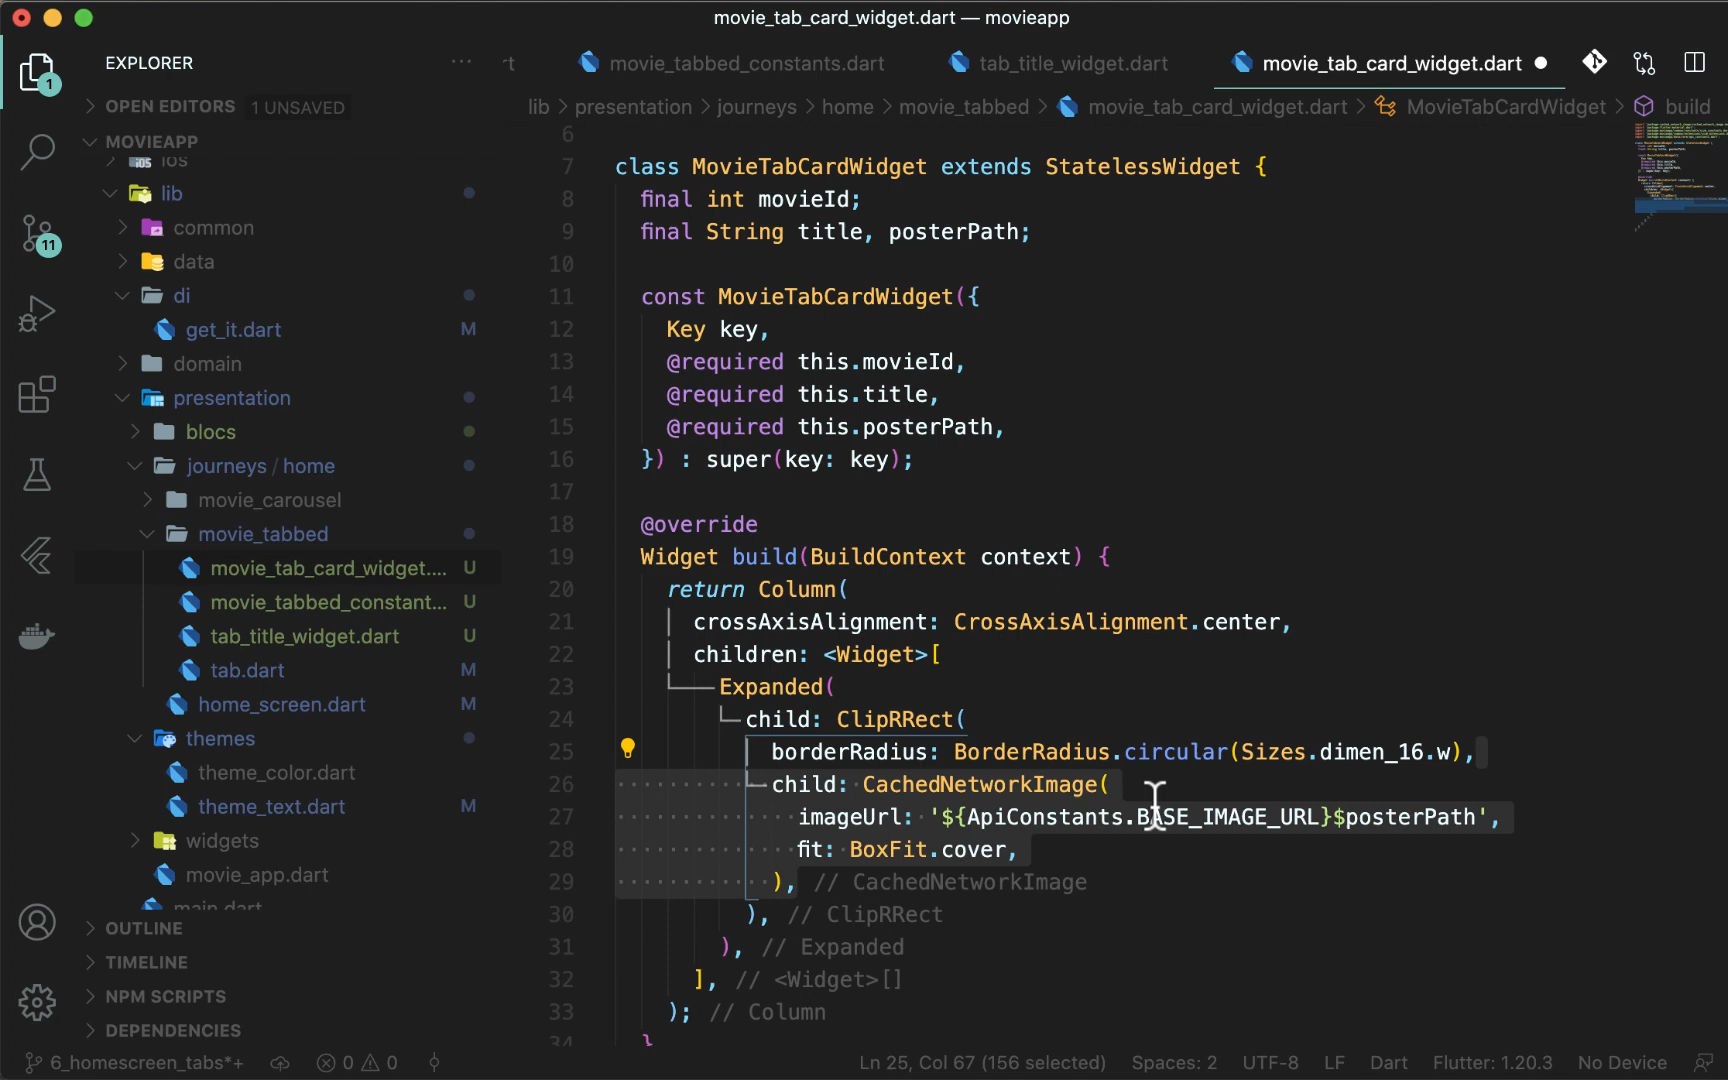 movie_tab_card_widget.dart — movieapp
EXPLORER
rt
movie_tabbed_constants.dart
tab_title_widget.dart
movie_tab_card_widget.dart
1
OPEN EDITORS 1 UNSAVED
lib > presentation > journeys > home > movie_tabbed > movie_tab_card_widget.dart > MovieTabCardWidget > build
MOVIEAPP
ios
lib
common
data
di
get_it.dart M
domain
presentation
blocs
journeys / home
movie_carousel
movie_tabbed
movie_tab_card_widget.... U
movie_tabbed_constant... U
tab_title_widget.dart U
tab.dart M
home_screen.dart M
themes
theme_color.dart
theme_text.dart M
widgets
movie_app.dart
main.dart
OUTLINE
TIMELINE
NPM SCRIPTS
DEPENDENCIES
11
6
7 class MovieTabCardWidget extends StatelessWidget {
8 final int movieId;
9 final String title, posterPath;
10
11 const MovieTabCardWidget({
12 Key key,
13 @required this.movieId,
14 @required this.title,
15 @required this.posterPath,
16 }) : super(key: key);
17
18 @override
19 Widget build(BuildContext context) {
20 return Column(
21 crossAxisAlignment: CrossAxisAlignment.center,
22 children: <Widget>[
23 Expanded(
24 child: ClipRRect(
25 borderRadius: BorderRadius.circular(Sizes.dimen_16.w),
26 child: CachedNetworkImage(
27 imageUrl: '${ApiConstants.BASE_IMAGE_URL}$posterPath',
28 fit: BoxFit.cover,
29 ), // CachedNetworkImage
30 ), // ClipRRect
31 ), // Expanded
32 ], // <Widget>[]
33 ); // Column
34 }
6_homescreen_tabs*+ 0 0 Ln 25, Col 67 (156 selected) Spaces: 2 UTF-8 LF Dart Flutter: 1.20.3 No Device